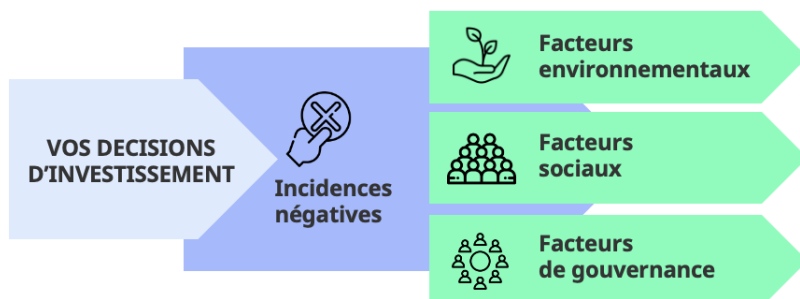 VOS DECISIONS
D'INVESTISSEMENT
Incidences
négatives
Facteurs
environnementaux
Facteurs
sociaux
Facteurs
de gouvernance